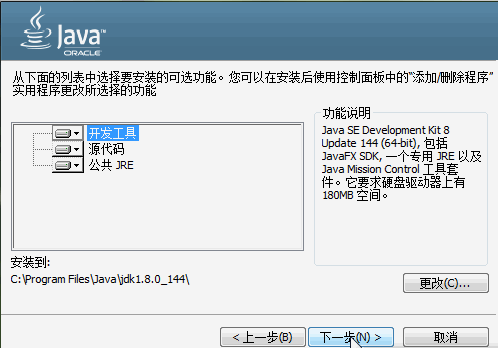 Java™
ORACLE
从下面的列表中选择要安装的可选功能。您可以在安装后使用控制面板中的“添加/删除程序”
实用程序更改所选择的功能
开发工具
源代码
公共 JRE
功能说明
Java SE Development Kit 8
Update 144 (64-bit), 包括
JavaFX SDK, 一个专用 JRE 以及
Java Mission Control 工具套
件。它要求硬盘驱动器上有
180MB 空间。
安装到:
C:\Program Files\Java\jdk1.8.0_144\
更改(C)...
< 上一步(B)
下一步(N) >
取消